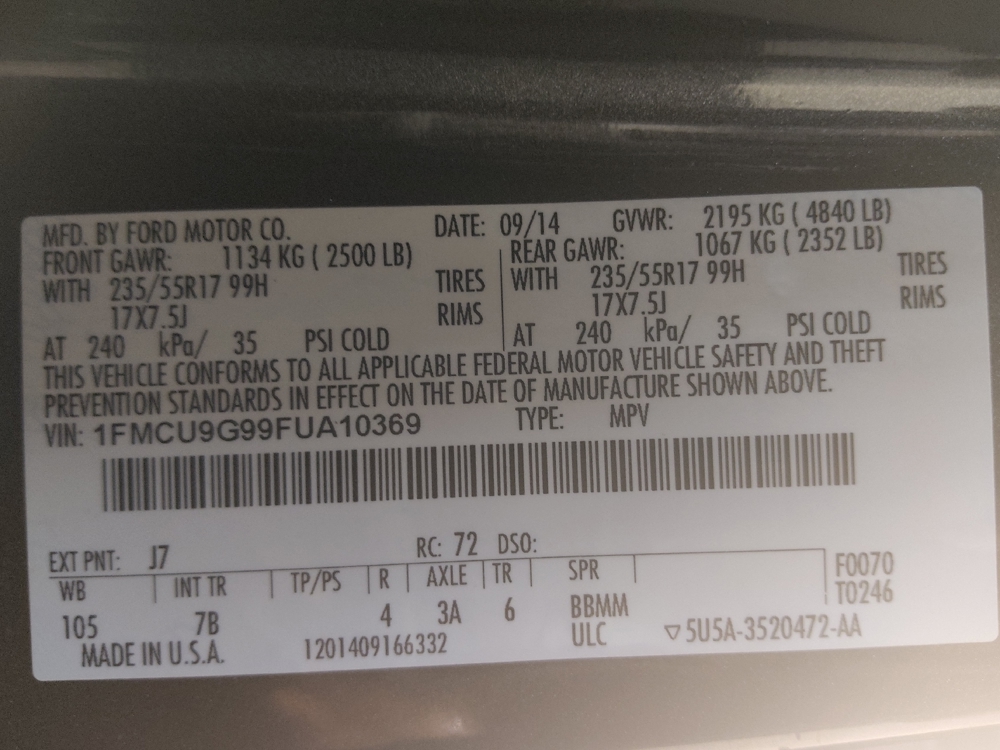 MFD. BY FORD MOTOR CO. DATE: 09/14 GVWR: 2195 KG ( 4840 LB)
FRONT GAWR: 1134 KG ( 2500 LB) REAR GAWR: 1067 KG ( 2352 LB)
WITH 235/55R17 99H TIRES WITH 235/55R17 99H TIRES
17X7.5J RIMS 17X7.5J RIMS
AT 240 kPa/ 35 PSI COLD AT 240 kPa/ 35 PSI COLD
THIS VEHICLE CONFORMS TO ALL APPLICABLE FEDERAL MOTOR VEHICLE SAFETY AND THEFT
PREVENTION STANDARDS IN EFFECT ON THE DATE OF MANUFACTURE SHOWN ABOVE.
VIN: 1FMCU9G99FUA10369 TYPE: MPV
EXT PNT: J7 RC: 72 DSO:
WB INT TR TP/PS R AXLE TR SPR F0070
T0246
105 7B 4 3A 6 BBMM
MADE IN U.S.A. 1201409166332 ULC ▽5U5A-3520472-AA